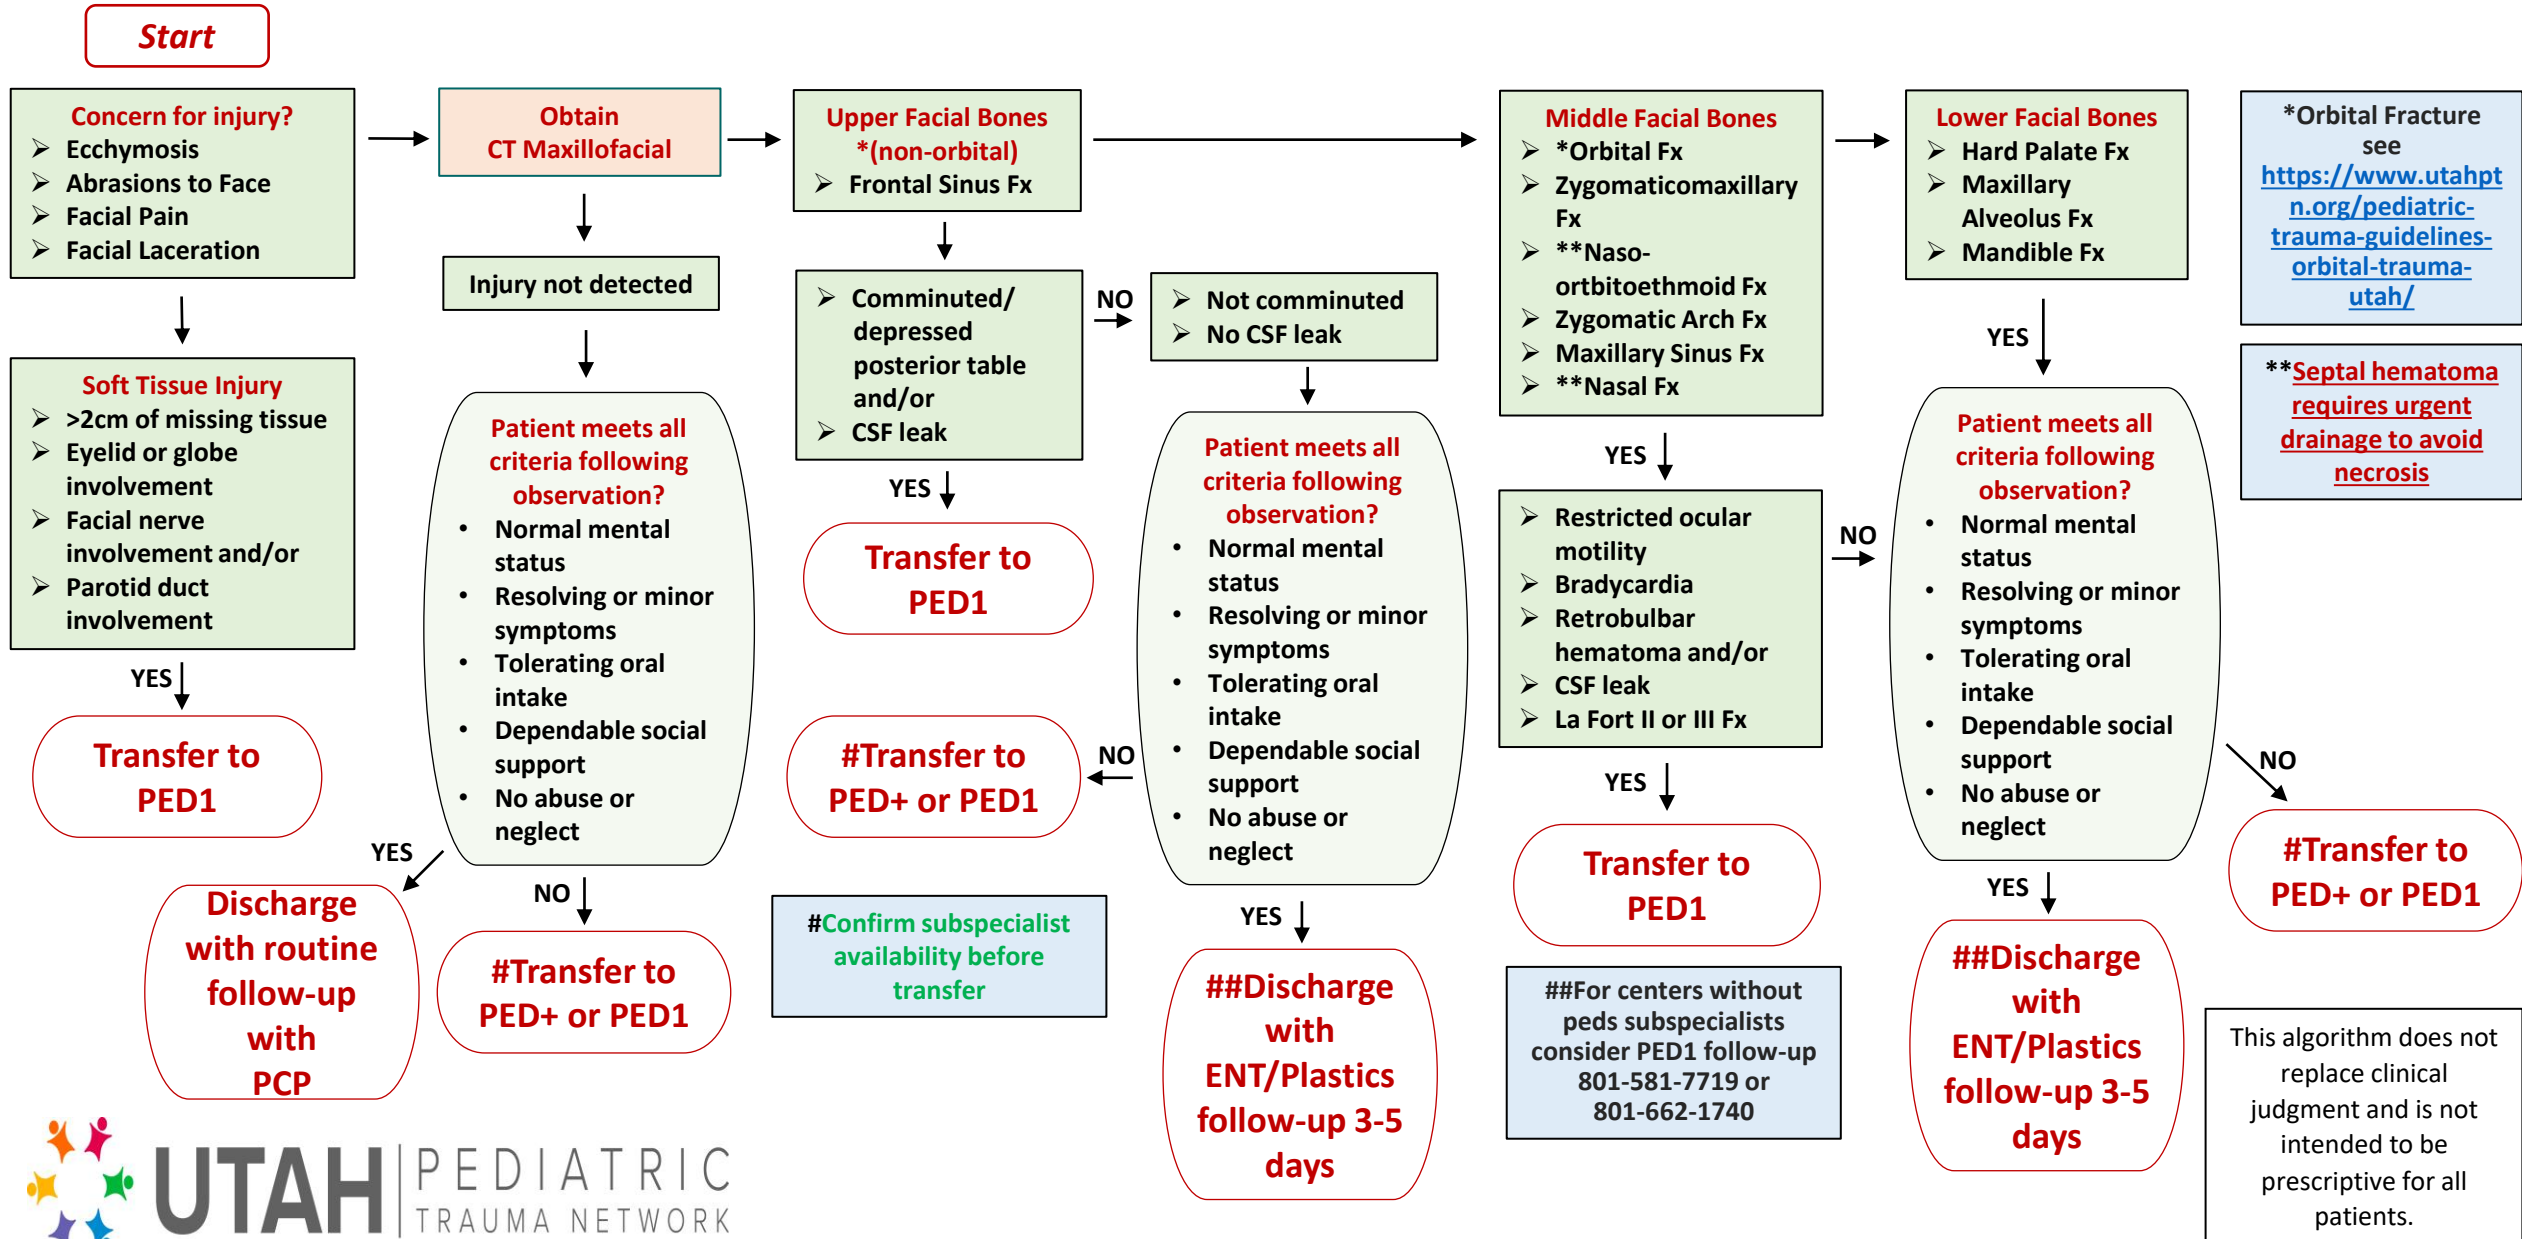 Start
Concern for injury?
➢ Ecchymosis
➢ Abrasions to Face
➢ Facial Pain
➢ Facial Laceration
Soft Tissue Injury
➢ >2cm of missing tissue
➢ Eyelid or globe
involvement
➢ Facial nerve
involvement and/or
➢ Parotid duct
involvement
YES
Transfer to
PED1
Obtain
CT Maxillofacial
Injury not detected
Patient meets all
criteria following
observation?
• Normal mental
status
• Resolving or minor
symptoms
• Tolerating oral
intake
• Dependable social
support
• No abuse or
neglect
YES
Discharge
with routine
follow-up
with
PCP
NO
#Transfer to
PED+ or PED1
Upper Facial Bones
*(non-orbital)
➢ Frontal Sinus Fx
➢ Comminuted/
depressed
posterior table
and/or
➢ CSF leak
YES
Transfer to
PED1
NO
➢ Not comminuted
➢ No CSF leak
Patient meets all
criteria following
observation?
• Normal mental
status
• Resolving or minor
symptoms
• Tolerating oral
intake
• Dependable social
support
• No abuse or
neglect
NO
#Transfer to
PED+ or PED1
#Confirm subspecialist
availability before
transfer
YES
##Discharge
with
ENT/Plastics
follow-up 3-5
days
Middle Facial Bones
➢ *Orbital Fx
➢ Zygomaticomaxillary
Fx
➢ **Naso-
ortbitoethmoid Fx
➢ Zygomatic Arch Fx
➢ Maxillary Sinus Fx
➢ **Nasal Fx
YES
➢ Restricted ocular
motility
➢ Bradycardia
➢ Retrobulbar
hematoma and/or
➢ CSF leak
➢ La Fort II or III Fx
YES
Transfer to
PED1
##For centers without
peds subspecialists
consider PED1 follow-up
801-581-7719 or
801-662-1740
NO
Lower Facial Bones
➢ Hard Palate Fx
➢ Maxillary
Alveolus Fx
➢ Mandible Fx
YES
Patient meets all
criteria following
observation?
• Normal mental
status
• Resolving or minor
symptoms
• Tolerating oral
intake
• Dependable social
support
• No abuse or
neglect
NO
#Transfer to
PED+ or PED1
YES
##Discharge
with
ENT/Plastics
follow-up 3-5
days
*Orbital Fracture
see
https://www.utahpt
n.org/pediatric-
trauma-guidelines-
orbital-trauma-
utah/
**Septal hematoma
requires urgent
drainage to avoid
necrosis
This algorithm does not
replace clinical
judgment and is not
intended to be
prescriptive for all
patients.
UTAH PEDIATRIC
TRAUMA NETWORK